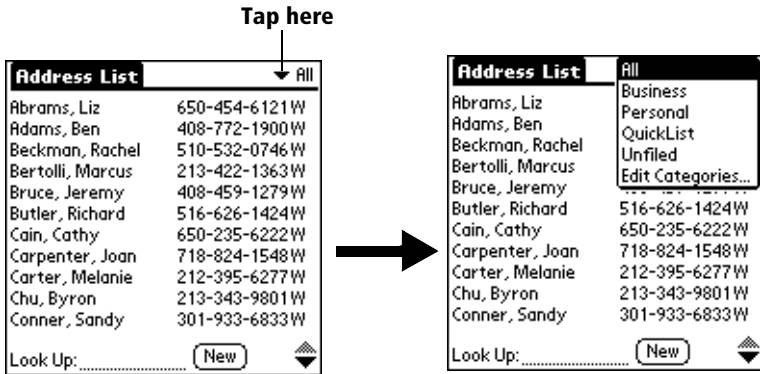 Tap here
Address List All
Abrams, Liz 650-454-6121W
Adams, Ben 408-772-1900W
Beckman, Rachel 510-532-0746W
Bertolli, Marcus 213-422-1363W
Bruce, Jeremy 408-459-1279W
Butler, Richard 516-626-1424W
Cain, Cathy 650-235-6222W
Carpenter, Joan 718-824-1548W
Carter, Melanie 212-395-6277W
Chu, Byron 213-343-9801W
Conner, Sandy 301-933-6833W
Look Up: New
Address List
All
Business
Personal
QuickList
Unfiled
Edit Categories...
Abrams, Liz
Adams, Ben
Beckman, Rachel
Bertolli, Marcus
Bruce, Jeremy
Butler, Richard 516-626-1424W
Cain, Cathy 650-235-6222W
Carpenter, Joan 718-824-1548W
Carter, Melanie 212-395-6277W
Chu, Byron 213-343-9801W
Conner, Sandy 301-933-6833W
Look Up: New